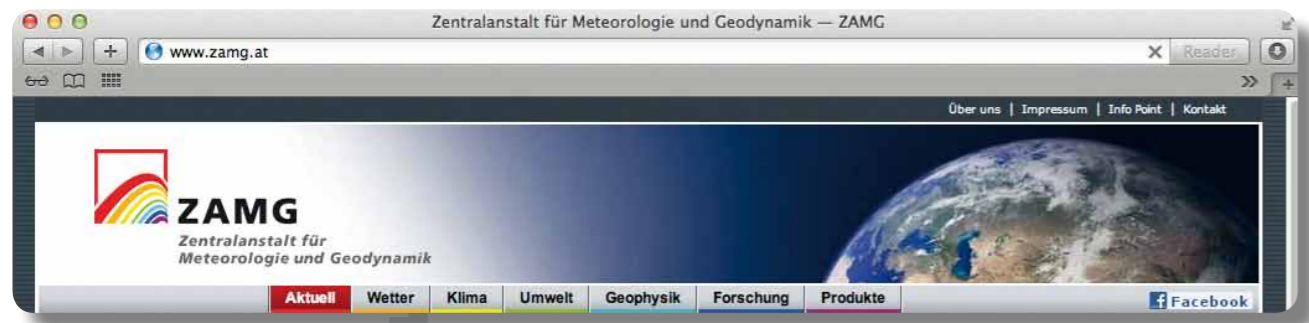 Zentralanstalt für Meteorologie und Geodynamik — ZAMG
www.zamg.at
Reader
Über uns | Impressum | Info Point | Kontakt
ZAMG
Zentralanstalt für
Meteorologie und Geodynamik
Aktuell Wetter Klima Umwelt Geophysik Forschung Produkte
Facebook